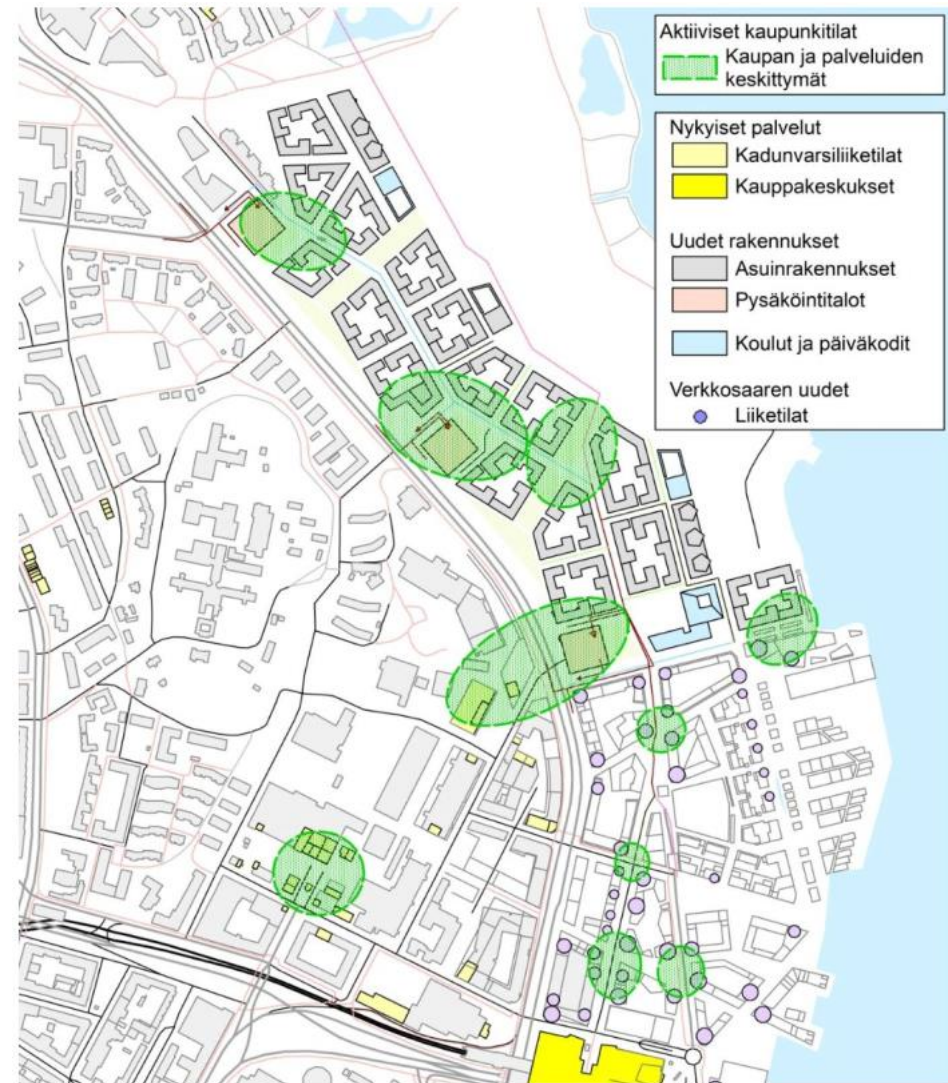 Aktiiviset kaupunkitilat
Kaupan ja palveluiden
keskittymät
Nykyiset palvelut
Kadunvarsiliiketilat
Kauppakeskukset
Uudet rakennukset
Asuinrakennukset
Pysäköintitalot
Koulut ja päiväkodit
Verkkosaaren uudet
Liiketilat